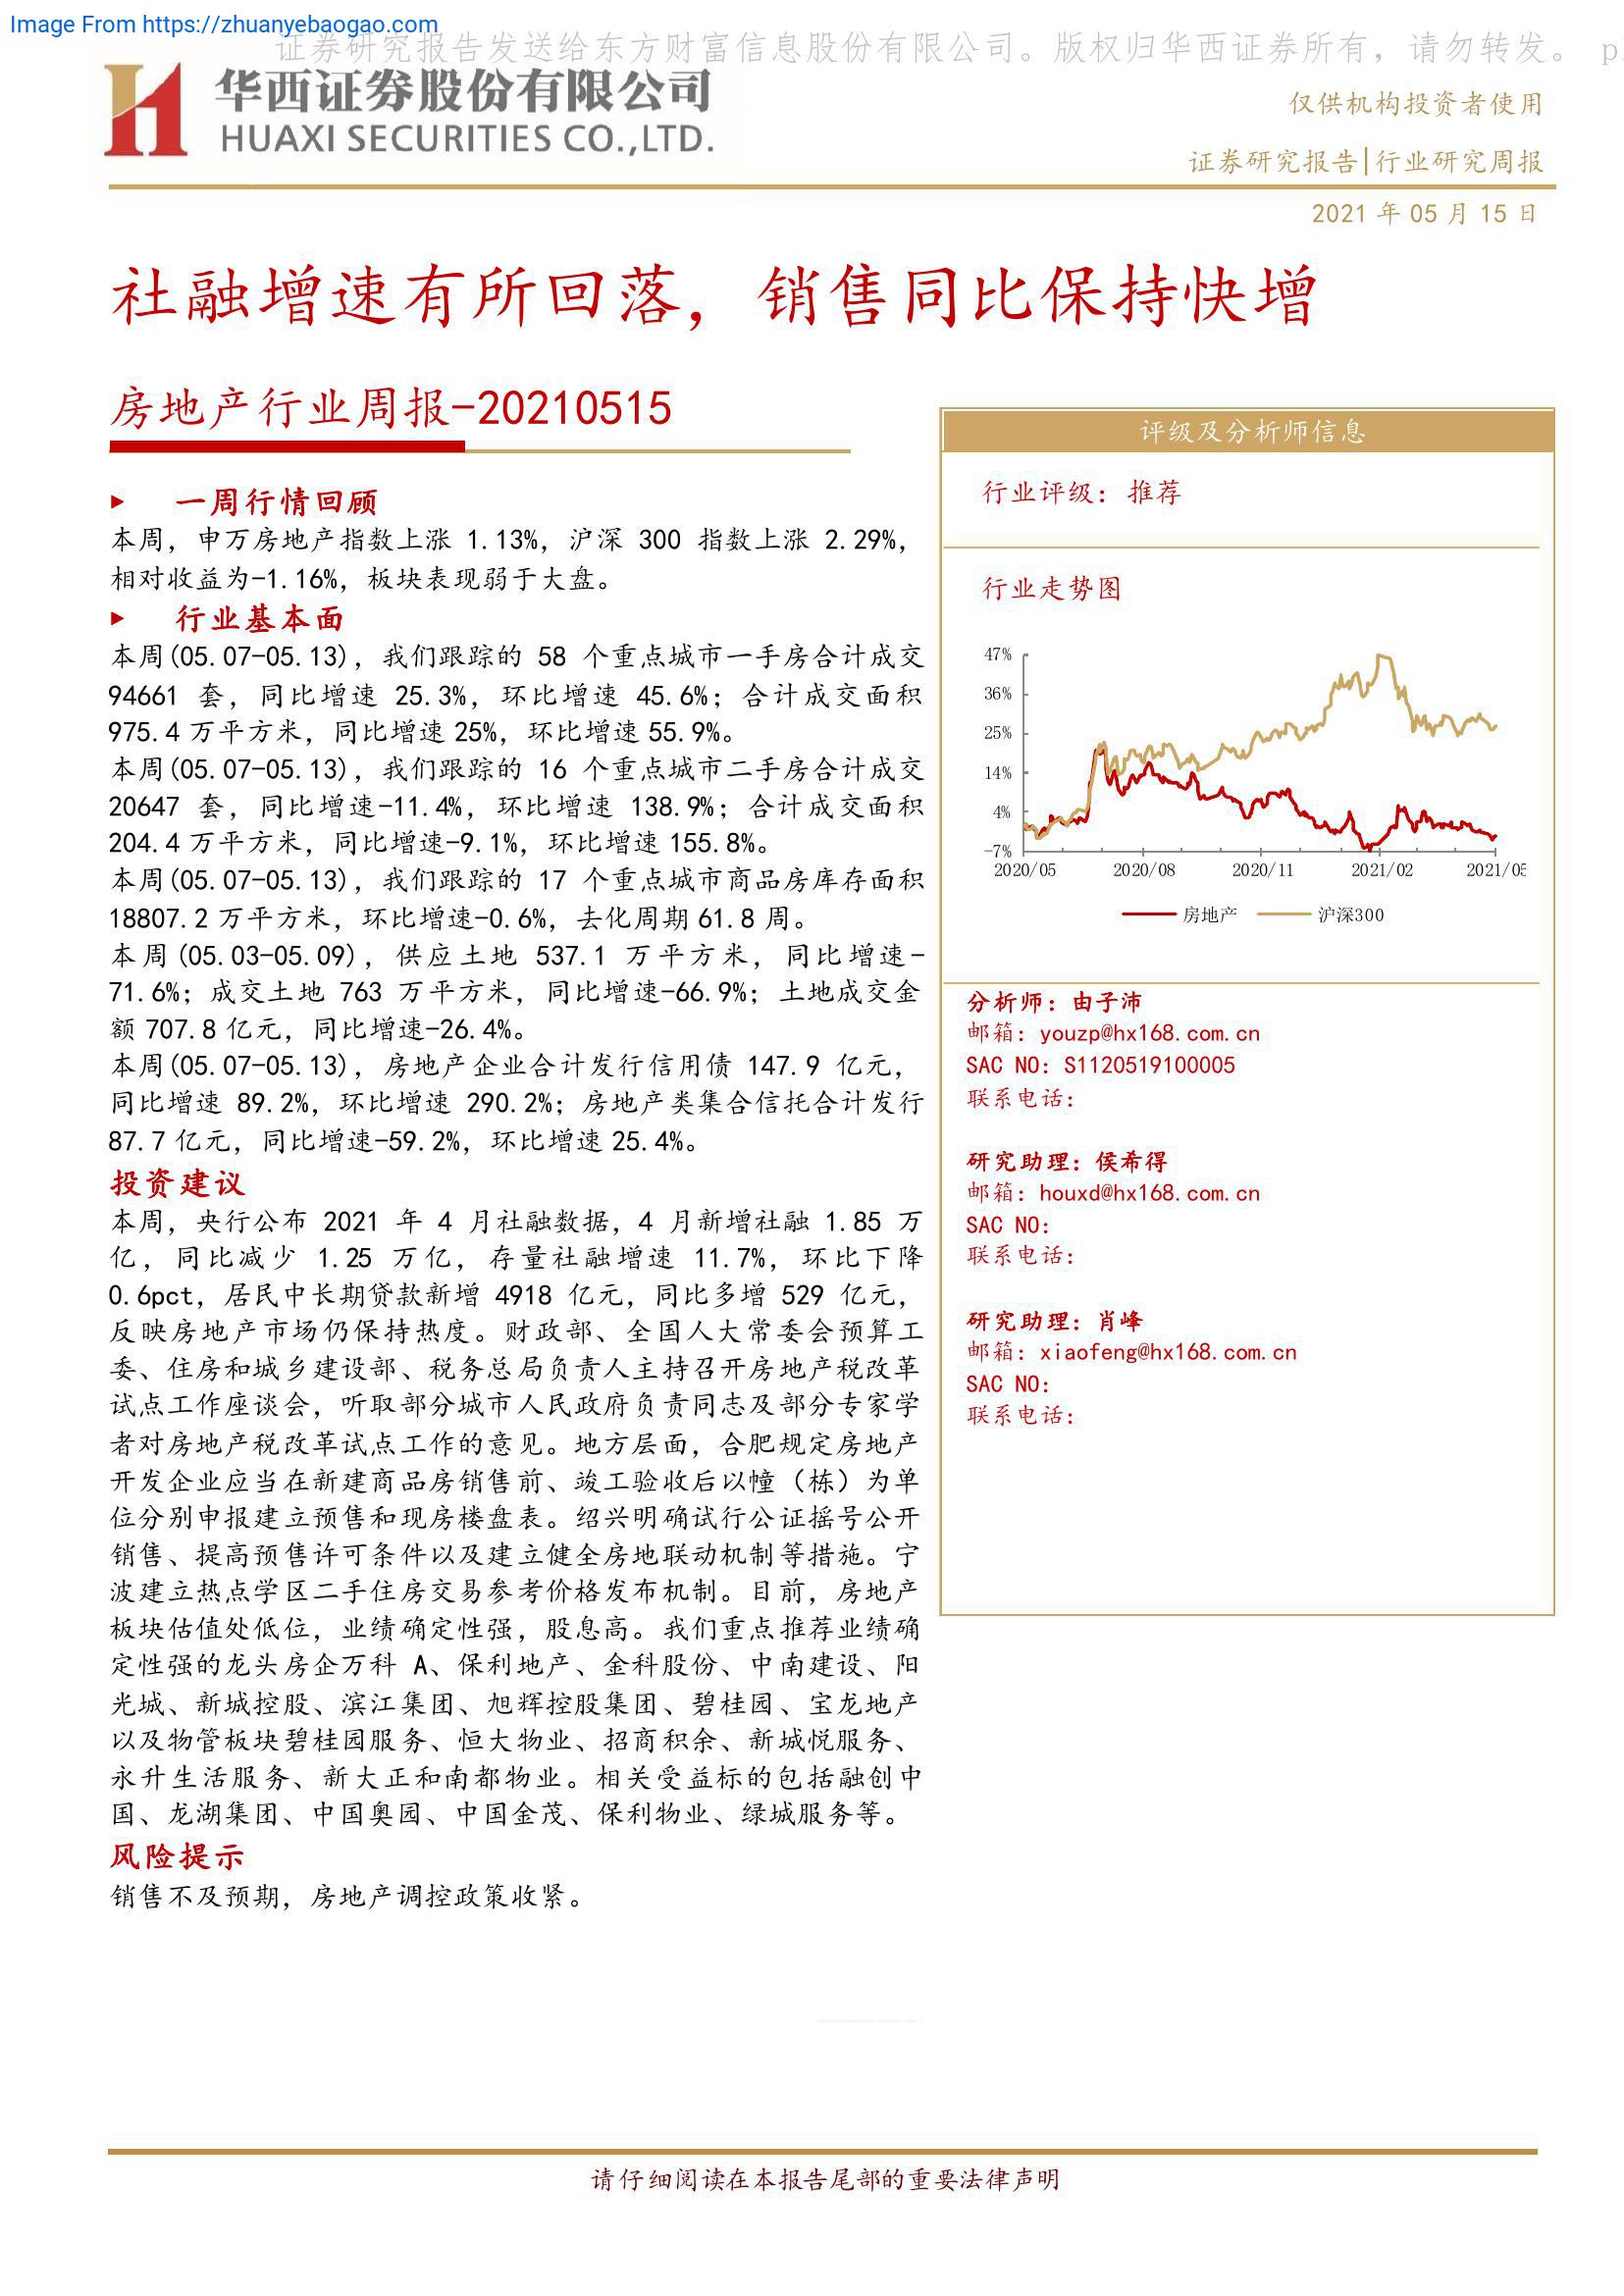 Image From https://zhuanyebaogao.com
证券研究报告发送给东方财富信息股份有限公司。版权归华西证券所有，请勿转发。 p
华西证券股份有限公司
HUAXI SECURITIES CO.,LTD.
仅供机构投资者使用
证券研究报告|行业研究周报
2021 年 05 月 15 日
社融增速有所回落，销售同比保持快增
房地产行业周报-20210515
一周行情回顾
本周，申万房地产指数上涨 1.13%，沪深 300 指数上涨 2.29%，
相对收益为-1.16%，板块表现弱于大盘。
行业基本面
本周(05.07-05.13)，我们跟踪的 58 个重点城市一手房合计成交
94661 套，同比增速 25.3%，环比增速 45.6%；合计成交面积
975.4 万平方米，同比增速 25%，环比增速 55.9%。
本周(05.07-05.13)，我们跟踪的 16 个重点城市二手房合计成交
20647 套，同比增速-11.4%，环比增速 138.9%；合计成交面积
204.4 万平方米，同比增速-9.1%，环比增速 155.8%。
本周(05.07-05.13)，我们跟踪的 17 个重点城市商品房库存面积
18807.2 万平方米，环比增速-0.6%，去化周期 61.8 周。
本周(05.03-05.09)，供应土地 537.1 万平方米，同比增速-
71.6%；成交土地 763 万平方米，同比增速-66.9%；土地成交金
额 707.8 亿元，同比增速-26.4%。
本周(05.07-05.13)，房地产企业合计发行信用债 147.9 亿元，
同比增速 89.2%，环比增速 290.2%；房地产类集合信托合计发行
87.7 亿元，同比增速-59.2%，环比增速 25.4%。
投资建议
本周，央行公布 2021 年 4 月社融数据，4 月新增社融 1.85 万
亿，同比减少 1.25 万亿，存量社融增速 11.7%，环比下降
0.6pct，居民中长期贷款新增 4918 亿元，同比多增 529 亿元，
反映房地产市场仍保持热度。财政部、全国人大常委会预算工
委、住房和城乡建设部、税务总局负责人主持召开房地产税改革
试点工作座谈会，听取部分城市人民政府负责同志及部分专家学
者对房地产税改革试点工作的意见。地方层面，合肥规定房地产
开发企业应当在新建商品房销售前、竣工验收后以幢（栋）为单
位分别申报建立预售和现房楼盘表。绍兴明确试行公证摇号公开
销售、提高预售许可条件以及建立健全房地联动机制等措施。宁
波建立热点学区二手住房交易参考价格发布机制。目前，房地产
板块估值处低位，业绩确定性强，股息高。我们重点推荐业绩确
定性强的龙头房企万科 A、保利地产、金科股份、中南建设、阳
光城、新城控股、滨江集团、旭辉控股集团、碧桂园、宝龙地产
以及物管板块碧桂园服务、恒大物业、招商积余、新城悦服务、
永升生活服务、新大正和南都物业。相关受益标的包括融创中
国、龙湖集团、中国奥园、中国金茂、保利物业、绿城服务等。
风险提示
销售不及预期，房地产调控政策收紧。
评级及分析师信息
行业评级：推荐
行业走势图
47%
36%
25%
14%
4%
-7%
2020/05 2020/08 2020/11 2021/02 2021/05
房地产 沪深300
分析师：由子沛
邮箱：youzp@hx168.com.cn
SAC NO：S1120519100005
联系电话：
研究助理：侯希得
邮箱：houxd@hx168.com.cn
SAC NO：
联系电话：
研究助理：肖峰
邮箱：xiaofeng@hx168.com.cn
SAC NO：
联系电话：
请仔细阅读在本报告尾部的重要法律声明